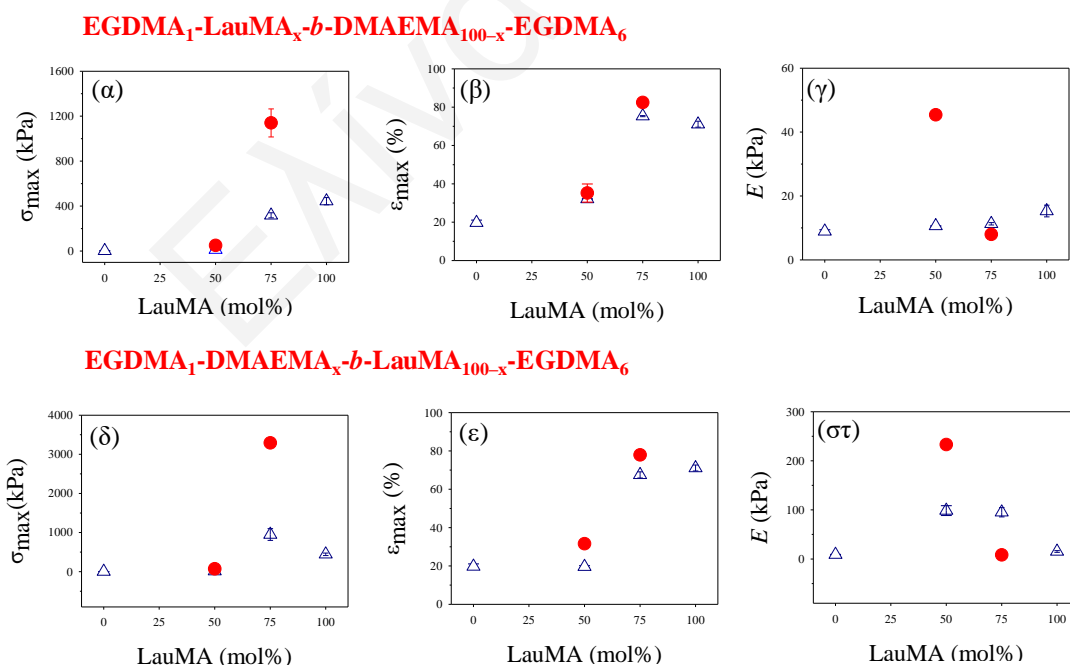 EGDMA₁-LauMAₓ-b-DMAEMA₁₀₀₋ₓ-EGDMA₆
(α)
σmax (kPa)
1600
1200
800
400
0
0 25 50 75 100
LauMA (mol%)
(β)
εmax (%)
100
80
60
40
20
0
0 25 50 75 100
LauMA (mol%)
(γ)
E (kPa)
60
40
20
0
0 25 50 75 100
LauMA (mol%)
EGDMA₁-DMAEMAₓ-b-LauMA₁₀₀₋ₓ-EGDMA₆
(δ)
σmax(kPa)
4000
3000
2000
1000
0
0 25 50 75 100
LauMA (mol%)
(ε)
εmax (%)
100
80
60
40
20
0
0 25 50 75 100
LauMA (mol%)
(στ)
E (kPa)
300
200
100
0
0 25 50 75 100
LauMA (mol%)